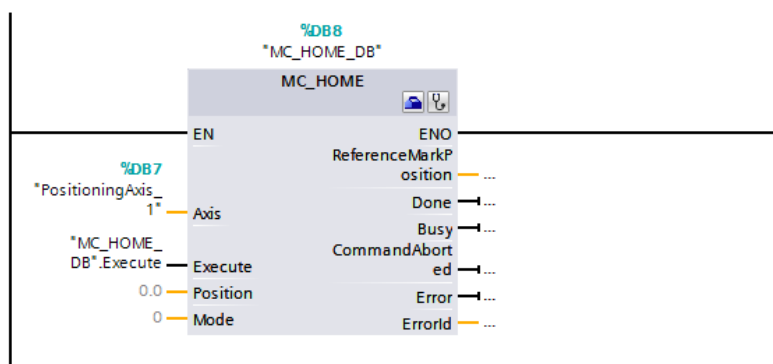 %DB8
"MC_HOME_DB"
MC_HOME
EN
ENO
ReferenceMarkP
osition
...
%DB7
"PositioningAxis_
1"
Axis
Done
...
Busy
...
"MC_HOME_
DB".Execute
Execute
CommandAbort
ed
...
0.0
Position
Error
...
0
Mode
ErrorId
...